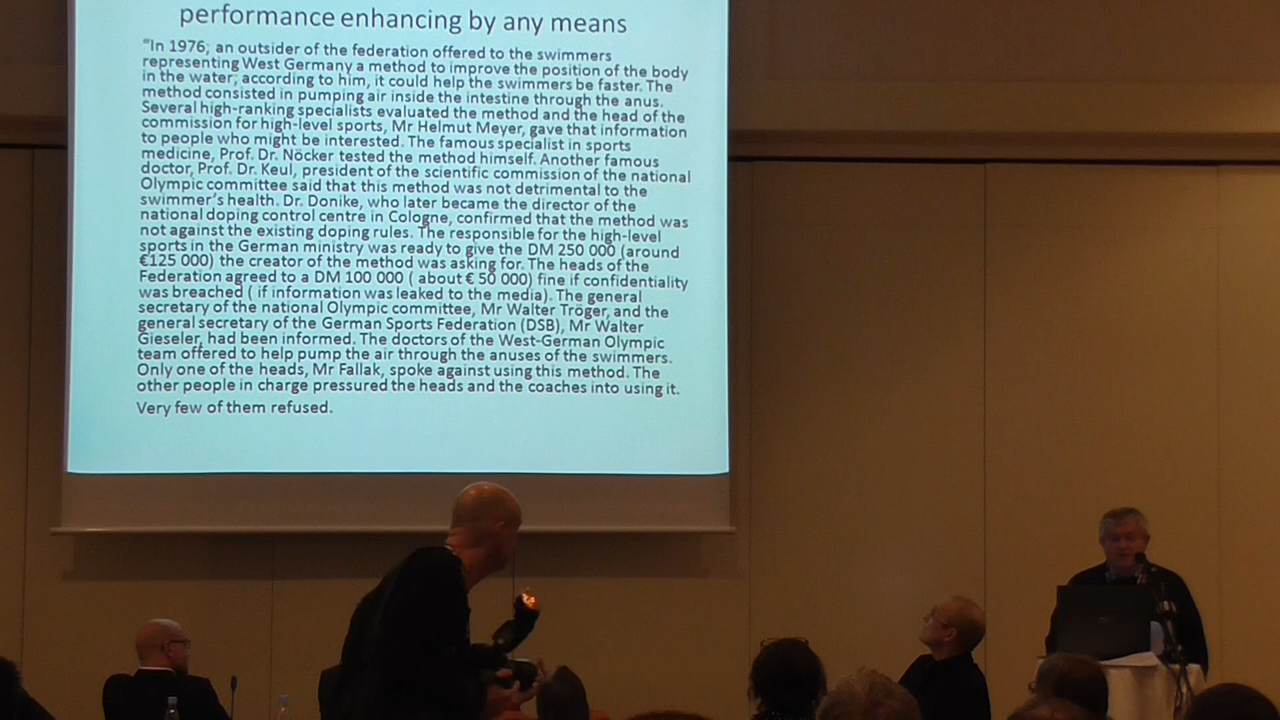 performance enhancing by any means
"In 1976; an outsider of the federation offered to the swimmers
representing West Germany a method to improve the position of the body
in the water; according to him, it could help the swimmers be faster. The
method consisted in pumping air inside the intestine through the anus.
Several high-ranking specialists evaluated the method and the head of the
commission for high-level sports, Mr Helmut Meyer, gave that information
to people who might be interested. The famous specialist in sports
medicine, Prof. Dr. Nöcker tested the method himself. Another famous
doctor, Prof. Dr. Keul, president of the scientific commission of the national
Olympic committee said that this method was not detrimental to the
swimmer's health. Dr. Donike, who later became the director of the
national doping control centre in Cologne, confirmed that the method was
not against the existing doping rules. The responsible for the high-level
sports in the German ministry was ready to give the DM 250 000 (around
€125 000) the creator of the method was asking for. The heads of the
Federation agreed to a DM 100 000 ( about € 50 000) fine if confidentiality
was breached ( if information was leaked to the media). The general
secretary of the national Olympic committee, Mr Walter Tröger, and the
general secretary of the German Sports Federation (DSB), Mr Walter
Gieseler, had been informed. The doctors of the West-German Olympic
team offered to help pump the air through the anuses of the swimmers.
Only one of the heads, Mr Fallak, spoke against using this method. The
other people in charge pressured the heads and the coaches into using it.
Very few of them refused.